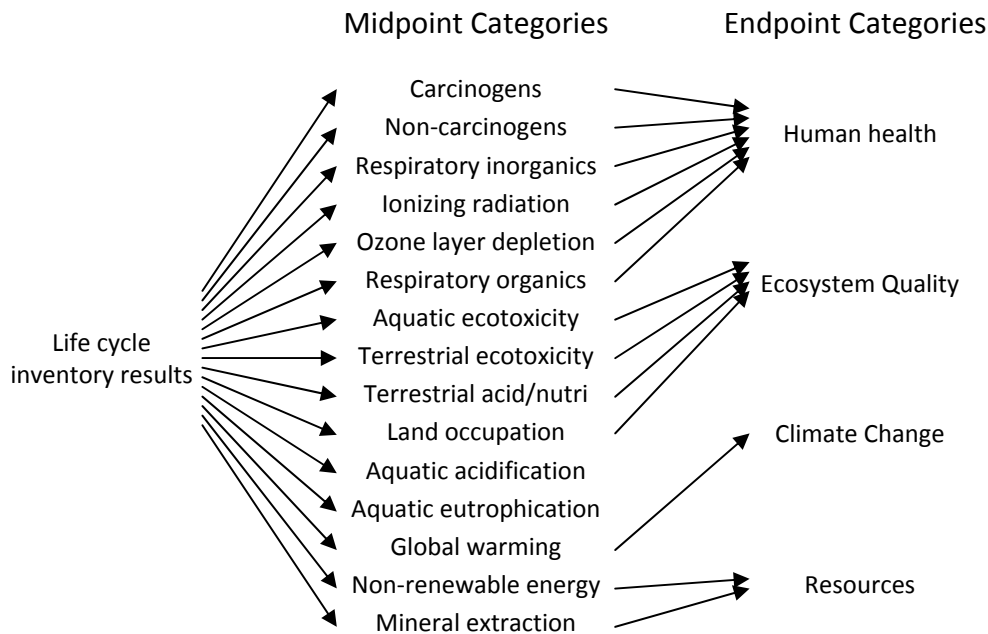 Midpoint Categories
Endpoint Categories
Life cycle
inventory results
Carcinogens
Non-carcinogens
Respiratory inorganics
Ionizing radiation
Ozone layer depletion
Respiratory organics
Aquatic ecotoxicity
Terrestrial ecotoxicity
Terrestrial acid/nutri
Land occupation
Aquatic acidification
Aquatic eutrophication
Global warming
Non-renewable energy
Mineral extraction
Human health
Ecosystem Quality
Climate Change
Resources